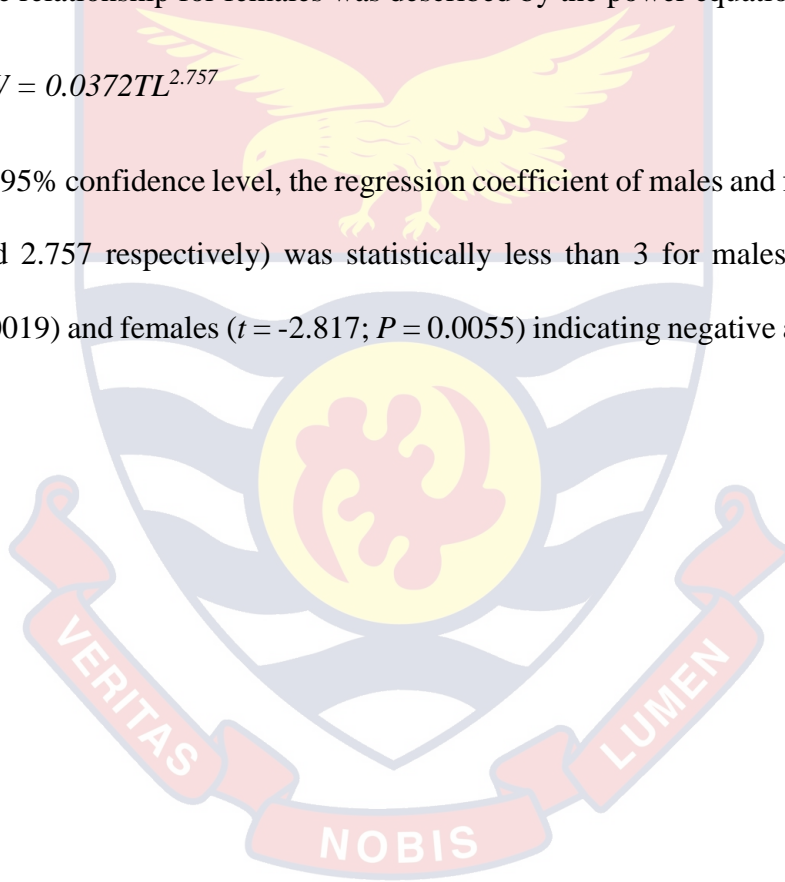 relationship for females was described by the power equation
= 0.0372TL^2.757
95% confidence level, the regression coefficient of males and
2.757 respectively) was statistically less than 3 for males
0019) and females (t = -2.817; P = 0.0055) indicating negative
VERITAS
NOBIS
LUMEN